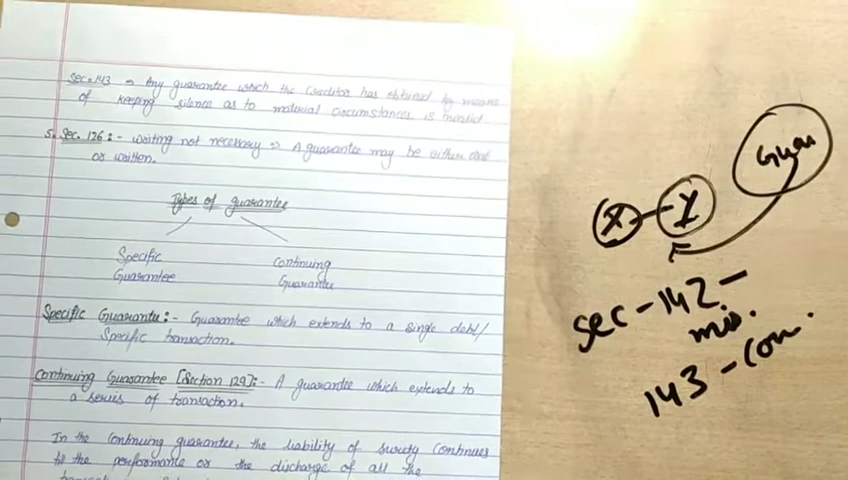 Sec. 143 ⇒ Any guarantee which the Creditor has obtained by means
of keeping silence as to material circumstances is invalid
5. Sec. 126 :- writing not necessary ⇒ A guarantee may be either oral
or written.
Types of guarantee
Specific Guarantee
Continuing Guarantee
Specific Guarantee :- Guarantee which extends to a single debt/
Specific transaction.
Continuing Guarantee [Section 129] :- A guarantee which extends to
a series of transaction.
In the Continuing guarantee, the liability of surety continues
to the performance or the discharge of all the
X — Y
Guan
sec - 142 -
mis.
143 - con.